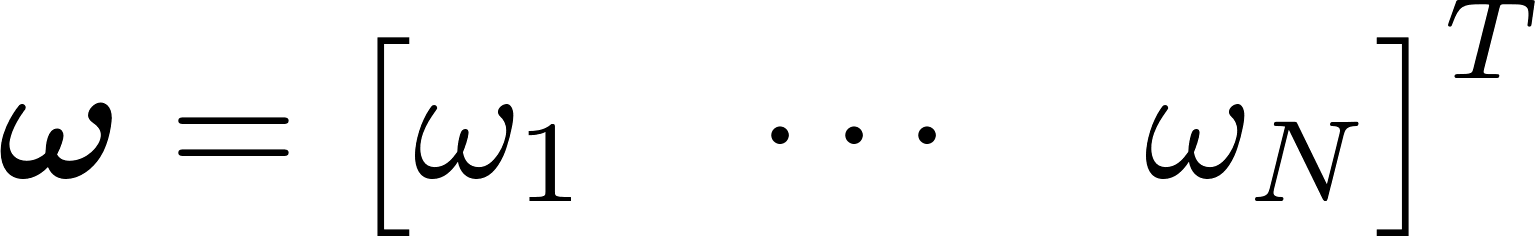 𝝎 = [ω₁ ⋯ ω_N]^T